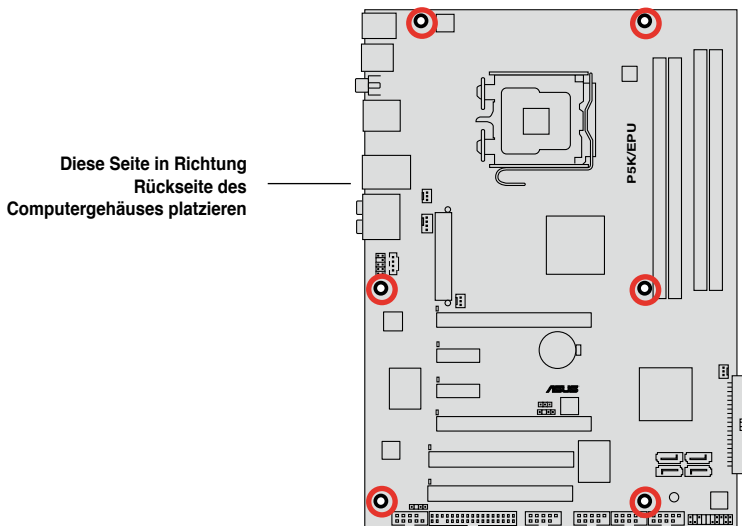 Diese Seite in Richtung
Rückseite des
Computergehäuses platzieren
P5K/EPU
ASUS